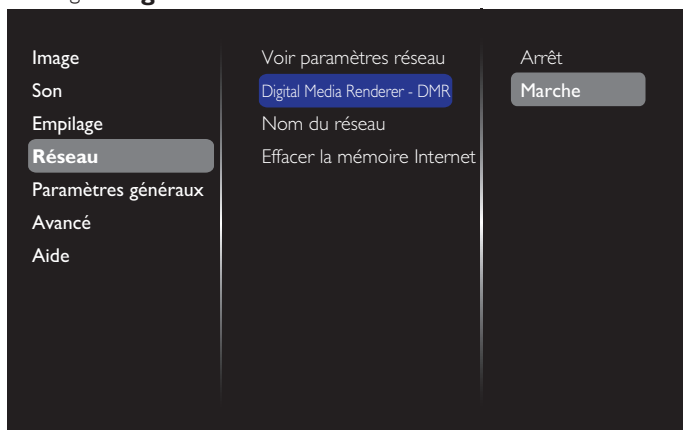 Image
Son
Empilage
Réseau
Paramètres généraux
Avancé
Aide
Voir paramètres réseau
Digital Media Renderer - DMR
Nom du réseau
Effacer la mémoire Internet
Arrêt
Marche